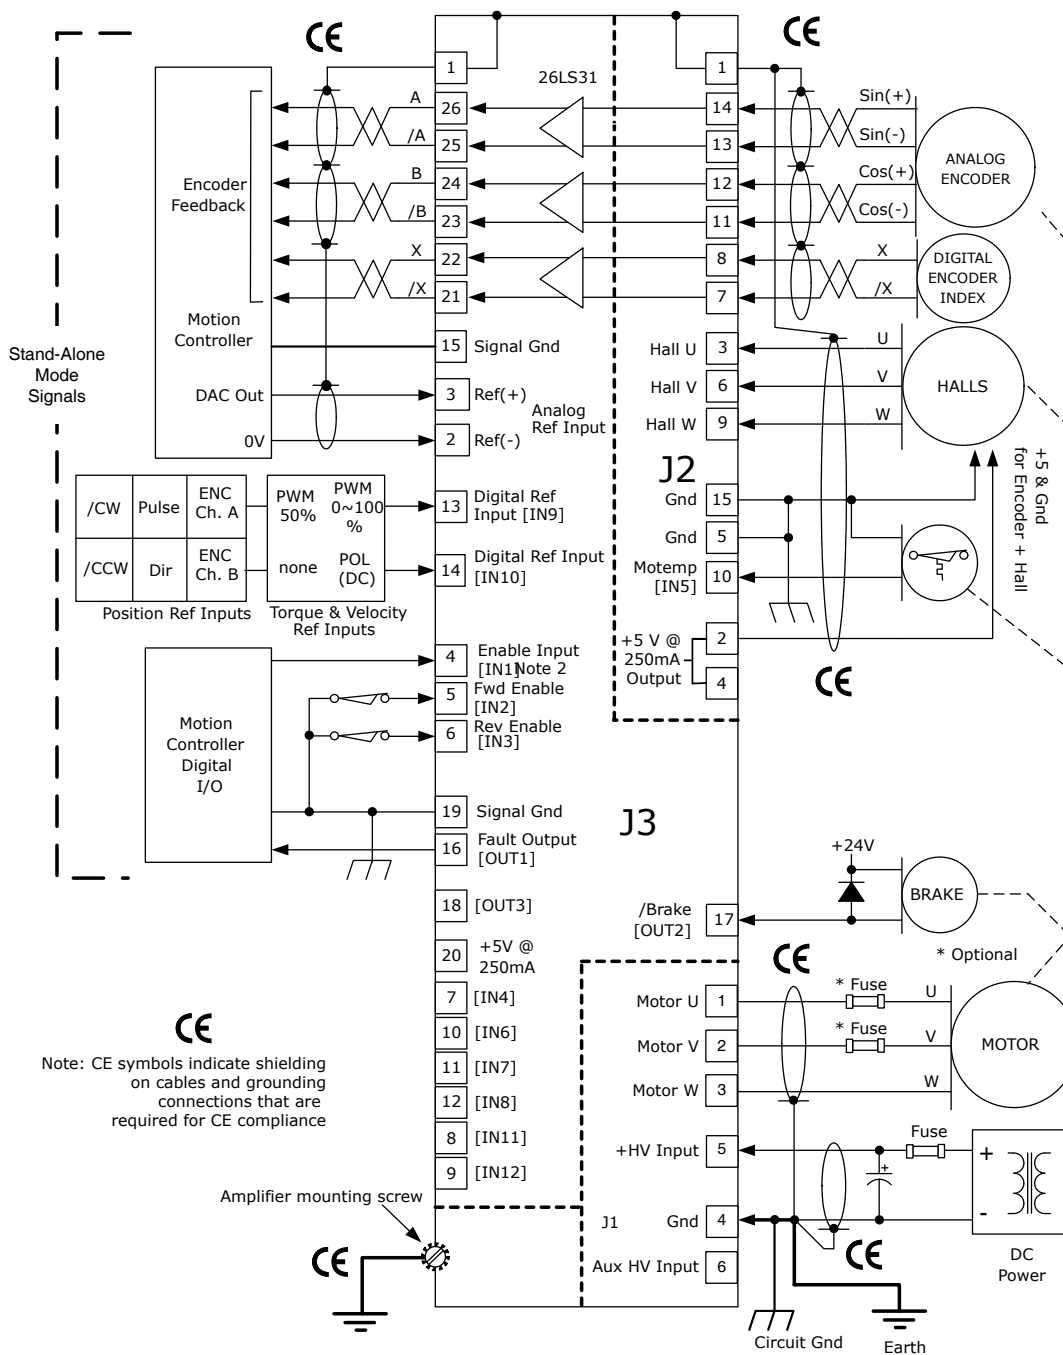 CE
CE
1
1
26LS31
A
26
14
Sin(+)
/A
25
13
Sin(-)
ANALOG
ENCODER
Encoder
Feedback
B
24
12
Cos(+)
/B
23
11
Cos(-)
X
22
8
X
DIGITAL
ENCODER
INDEX
/X
21
7
/X
Motion
Controller
15
Signal Gnd
Hall U
3
U
Stand-Alone
Mode
Signals
DAC Out
3
Ref(+)
Analog
Ref Input
Hall V
6
V
HALLS
0V
2
Ref(-)
Hall W
9
W
J2
+5 & Gnd
for Encoder + Hall
/CW
Pulse
ENC
Ch. A
PWM
50%
PWM
0~100
%
13
Digital Ref
Input [IN9]
Gnd
15
Gnd
5
/CCW
Dir
ENC
Ch. B
none
POL
(DC)
14
Digital Ref Input
[IN10]
Motemp
[IN5]
10
Position Ref Inputs
Torque & Velocity
Ref Inputs
+5 V @
250mA
Output
2
4
CE
4
Enable Input
[IN1]Note 2
5
Fwd Enable
[IN2]
6
Rev Enable
[IN3]
Motion
Controller
Digital
I/O
19
Signal Gnd
J3
16
Fault Output
[OUT1]
+24V
BRAKE
18
[OUT3]
/Brake
[OUT2]
17
* Optional
20
+5V @
250mA
CE
7
[IN4]
Motor U
1
* Fuse
U
10
[IN6]
Motor V
2
* Fuse
V
MOTOR
11
[IN7]
Motor W
3
W
12
[IN8]
CE
Note: CE symbols indicate shielding
on cables and grounding
connections that are
required for CE compliance
8
[IN11]
+HV Input
5
Fuse
+
+
-
9
[IN12]
Amplifier mounting screw
J1
Gnd
4
CE
CE
DC
Power
Aux HV Input
6
Circuit Gnd
Earth